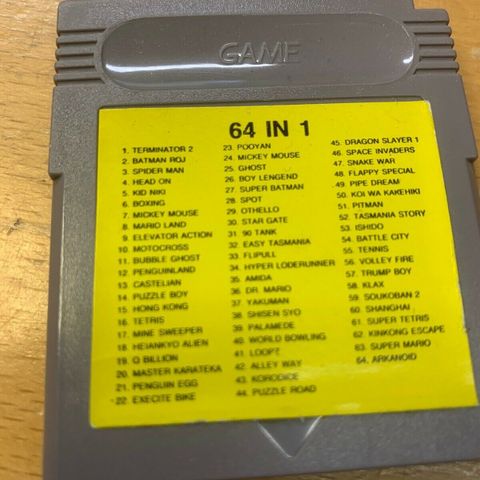 GAME
64 IN 1
1. TERMINATOR 2
2. BATMAN ROJ
3. SPIDER MAN
4. HEAD ON
5. KID NIKI
6. BOXING
7. MICKEY MOUSE
8. MARIO LAND
9. ELEVATOR ACTION
10. MOTOCROSS
11. BUBBLE GHOST
12. PENGUINLAND
13. CASTELIAN
14. PUZZLE BOY
15. HONG KONG
16. TETRIS
17. MINE SWEEPER
18. HEIANKYO ALIEN
19. Q BILLION
20. MASTER KARATEKA
21. PENGUIN EGG
22. EXECITE BIKE
23. POOYAN
24. MICKEY MOUSE
25. GHOST
26. BOY LENGEND
27. SUPER BATMAN
28. SPOT
29. OTHELLO
30. STAR GATE
31. 90 TANK
32. EASY TASMANIA
33. FLIPULL
34. HYPER LODERUNNER
35. AMIDA
36. DR. MARIO
37. YAKUMAN
38. SHISEN SYO
39. PALAMEDE
40. WORLD BOWLING
41. LOOPZ
42. ALLEY WAY
43. KORODICE
44. PUZZLE ROAD
45. DRAGON SLAYER 1
46. SPACE INVADERS
47. SNAKE WAR
48. FLAPPY SPECIAL
49. PIPE DREAM
50. KOI WA KAKEHIKI
51. PITMAN
52. TASMANIA STORY
53. ISHIDO
54. BATTLE CITY
55. TENNIS
56. VOLLEY FIRE
57. TRUMP BOY
58. KLAX
59. SOUKOBAN 2
60. SHANGHAI
61. SUPER TETRIS
62. KINKONG ESCAPE
63. SUPER MARIO
64. ARKANOID